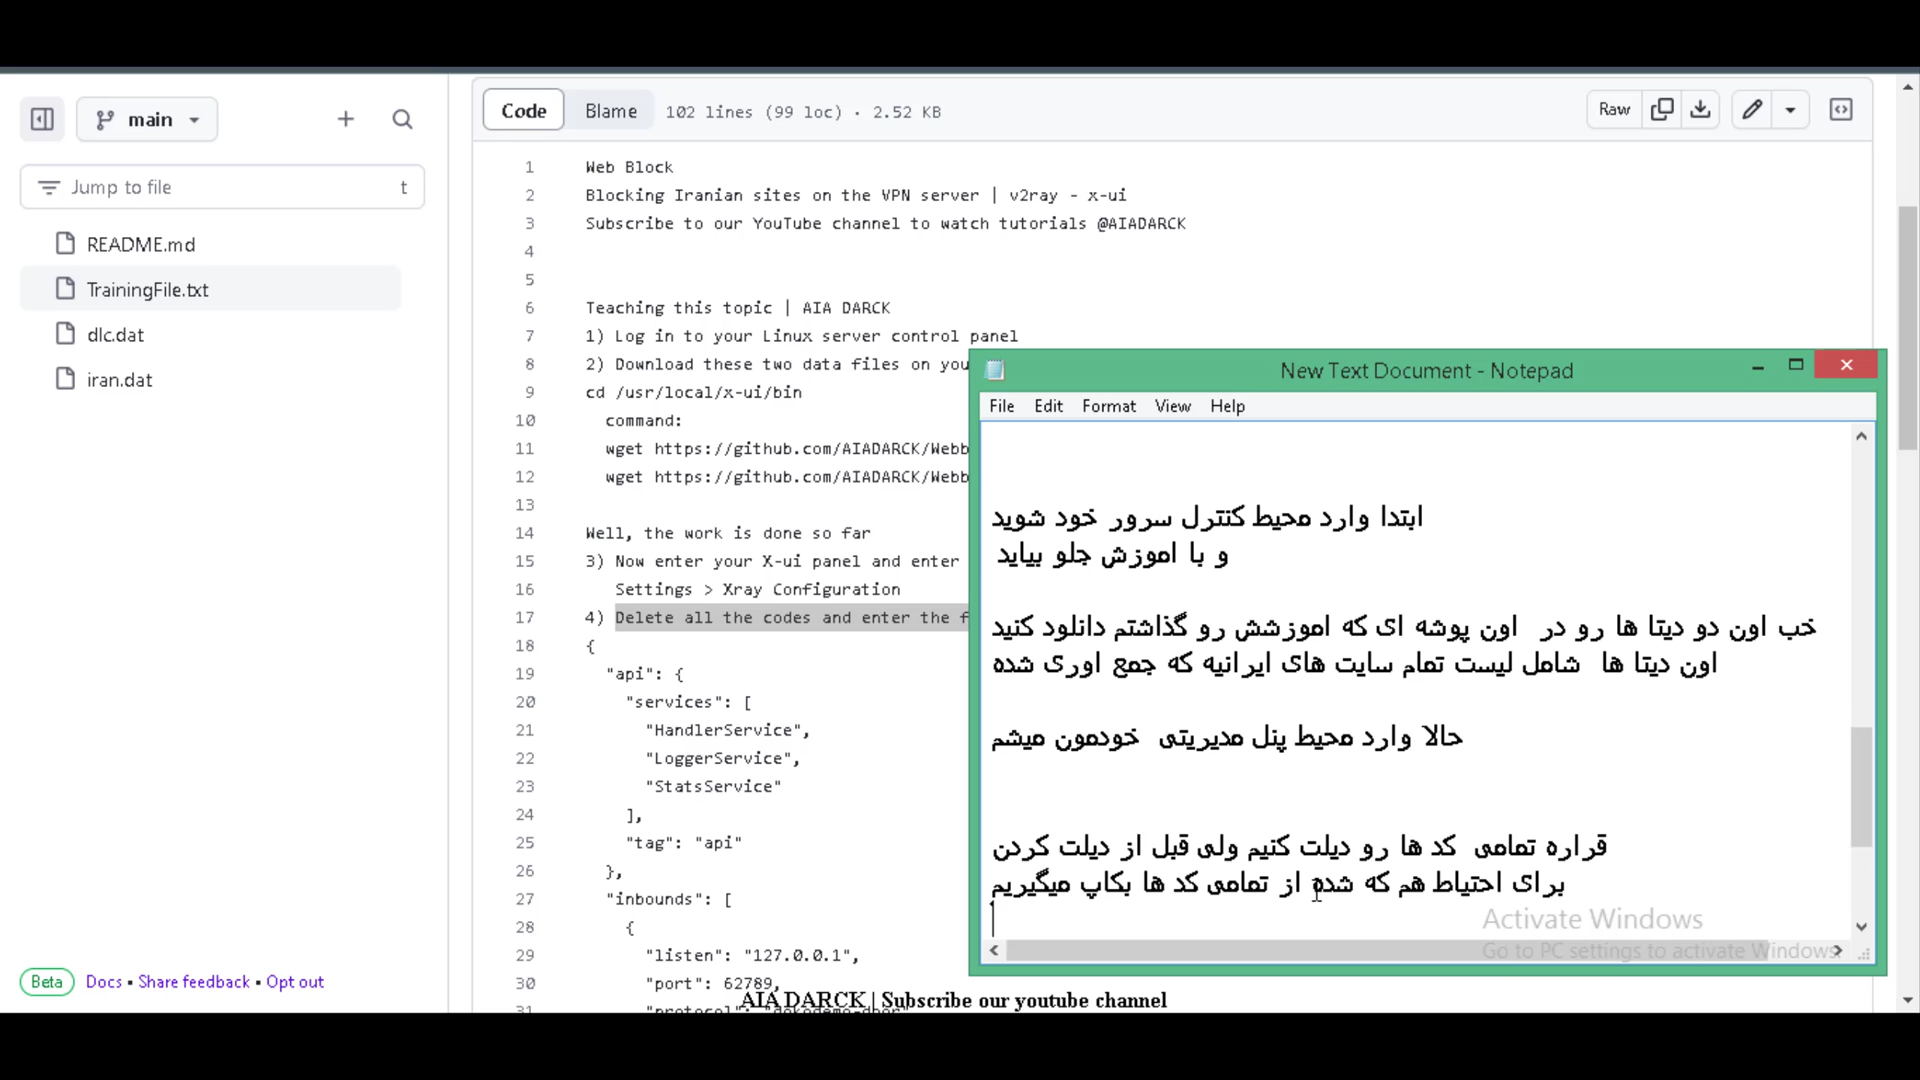 main
Jump to file
t
README.md
TrainingFile.txt
dlc.dat
iran.dat
Beta Docs • Share feedback • Opt out
Code Blame 102 lines (99 loc) · 2.52 KB
Raw
1 Web Block
2 Blocking Iranian sites on the VPN server | v2ray - x-ui
3 Subscribe to our YouTube channel to watch tutorials @AIADARCK
4
5
6 Teaching this topic | AIA DARCK
7 1) Log in to your Linux server control panel
8 2) Download these two data files on you
9 cd /usr/local/x-ui/bin
10 command:
11 wget https://github.com/AIADARCK/Webb
12 wget https://github.com/AIADARCK/Webb
13
14 Well, the work is done so far
15 3) Now enter your X-ui panel and enter
16 Settings > Xray Configuration
17 4) Delete all the codes and enter the f
18 {
19 "api": {
20 "services": [
21 "HandlerService",
22 "LoggerService",
23 "StatsService"
24 ],
25 "tag": "api"
26 },
27 "inbounds": [
28 {
29 "listen": "127.0.0.1",
30 "port": 62789,
31
New Text Document - Notepad
File Edit Format View Help
ابتدا وارد محیط کنترل سرور خود شوید
و با اموزش جلو بیاید
خب اون دو دیتا ها رو در اون پوشه ای که اموزشش رو گذاشتم دانلود کنید
اون دیتا ها شامل لیست تمام سایت های ایرانیه که جمع اوری شده
حالا وارد محیط پنل مدیریتی خودمون میشم
قراره تمامی کد ها رو دیلت کنیم ولی قبل از دیلت کردن
برای احتیاط هم که شده از تمامی کد ها بکاپ میگیریم
Activate Windows
Go to PC settings to activate Windows.
AIA DARCK | Subscribe our youtube channel